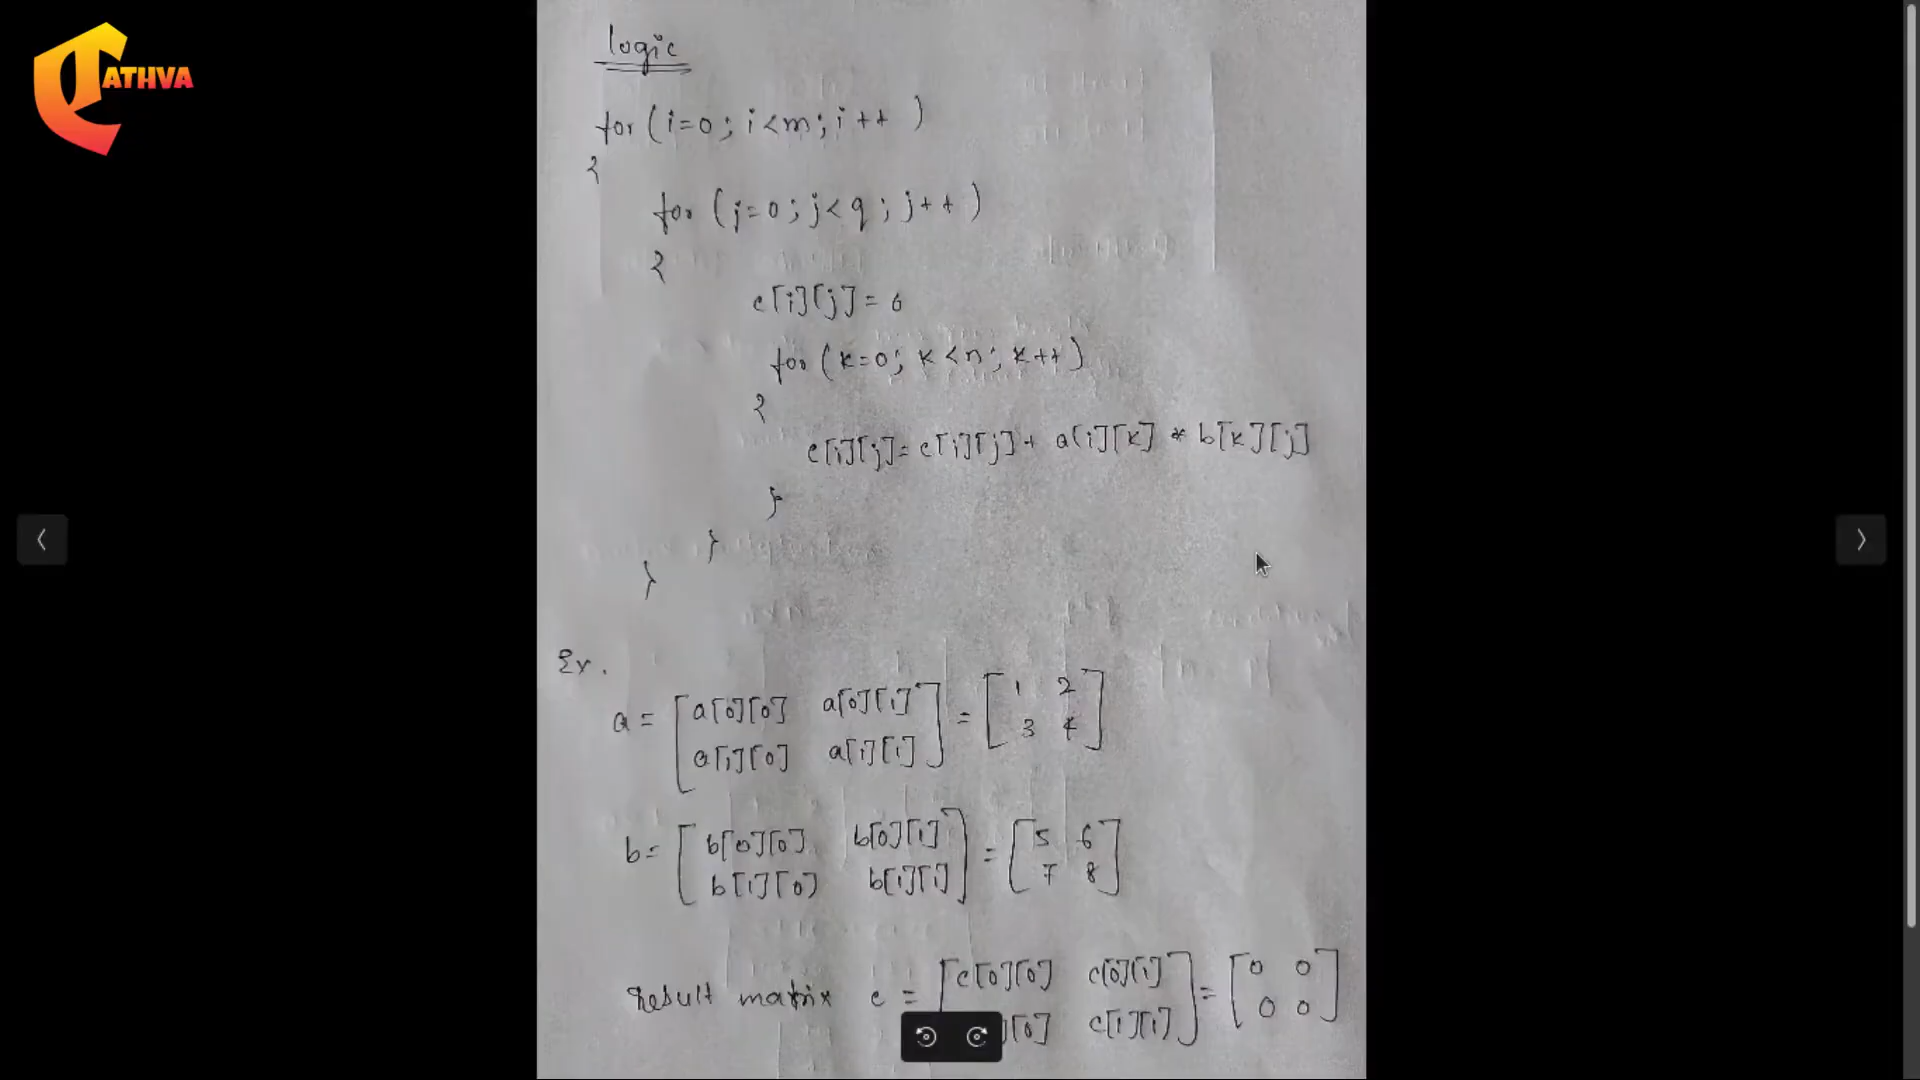 CATHVA
logic
for (i=0; i<m; i++ )
{
for (j=0; j<q; j++)
{
c[i][j] = 0
for (k=0; k<n; k++)
{
c[i][j] = c[i][j] + a[i][k] * b[k][j]
}
}
}
Ex.
a = [ a[0][0] a[0][1] ] = [ 1 2 ]
a[1][0] a[1][1] 3 4
b = [ b[0][0] b[0][1] ] = [ 5 6 ]
b[1][0] b[1][1] 7 8
Result matrix c = [ c[0][0] c[0][1] ] = [ 0 0 ]
][0] c[1][1] 0 0